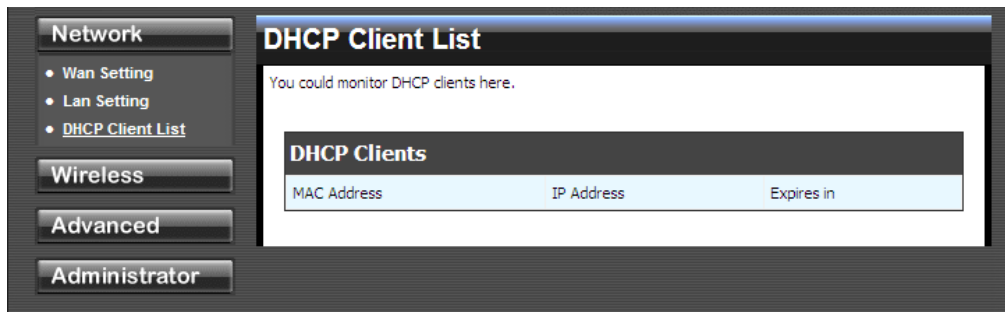 Network
Wan Setting
Lan Setting
DHCP Client List
Wireless
Advanced
Administrator
DHCP Client List
You could monitor DHCP clients here.
DHCP Clients
MAC Address IP Address Expires in